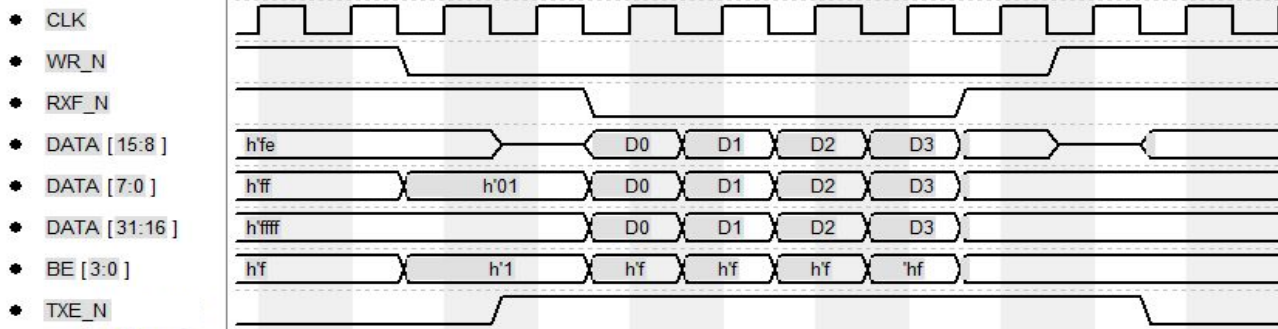 CLK
WR_N
RXF_N
DATA [ 15:8 ] h'fe D0 D1 D2 D3
DATA [ 7:0 ] h'ff h'01 D0 D1 D2 D3
DATA [ 31:16 ] h'ffff D0 D1 D2 D3
BE [ 3:0 ] h'f h'1 h'f h'f h'f 'hf
TXE_N